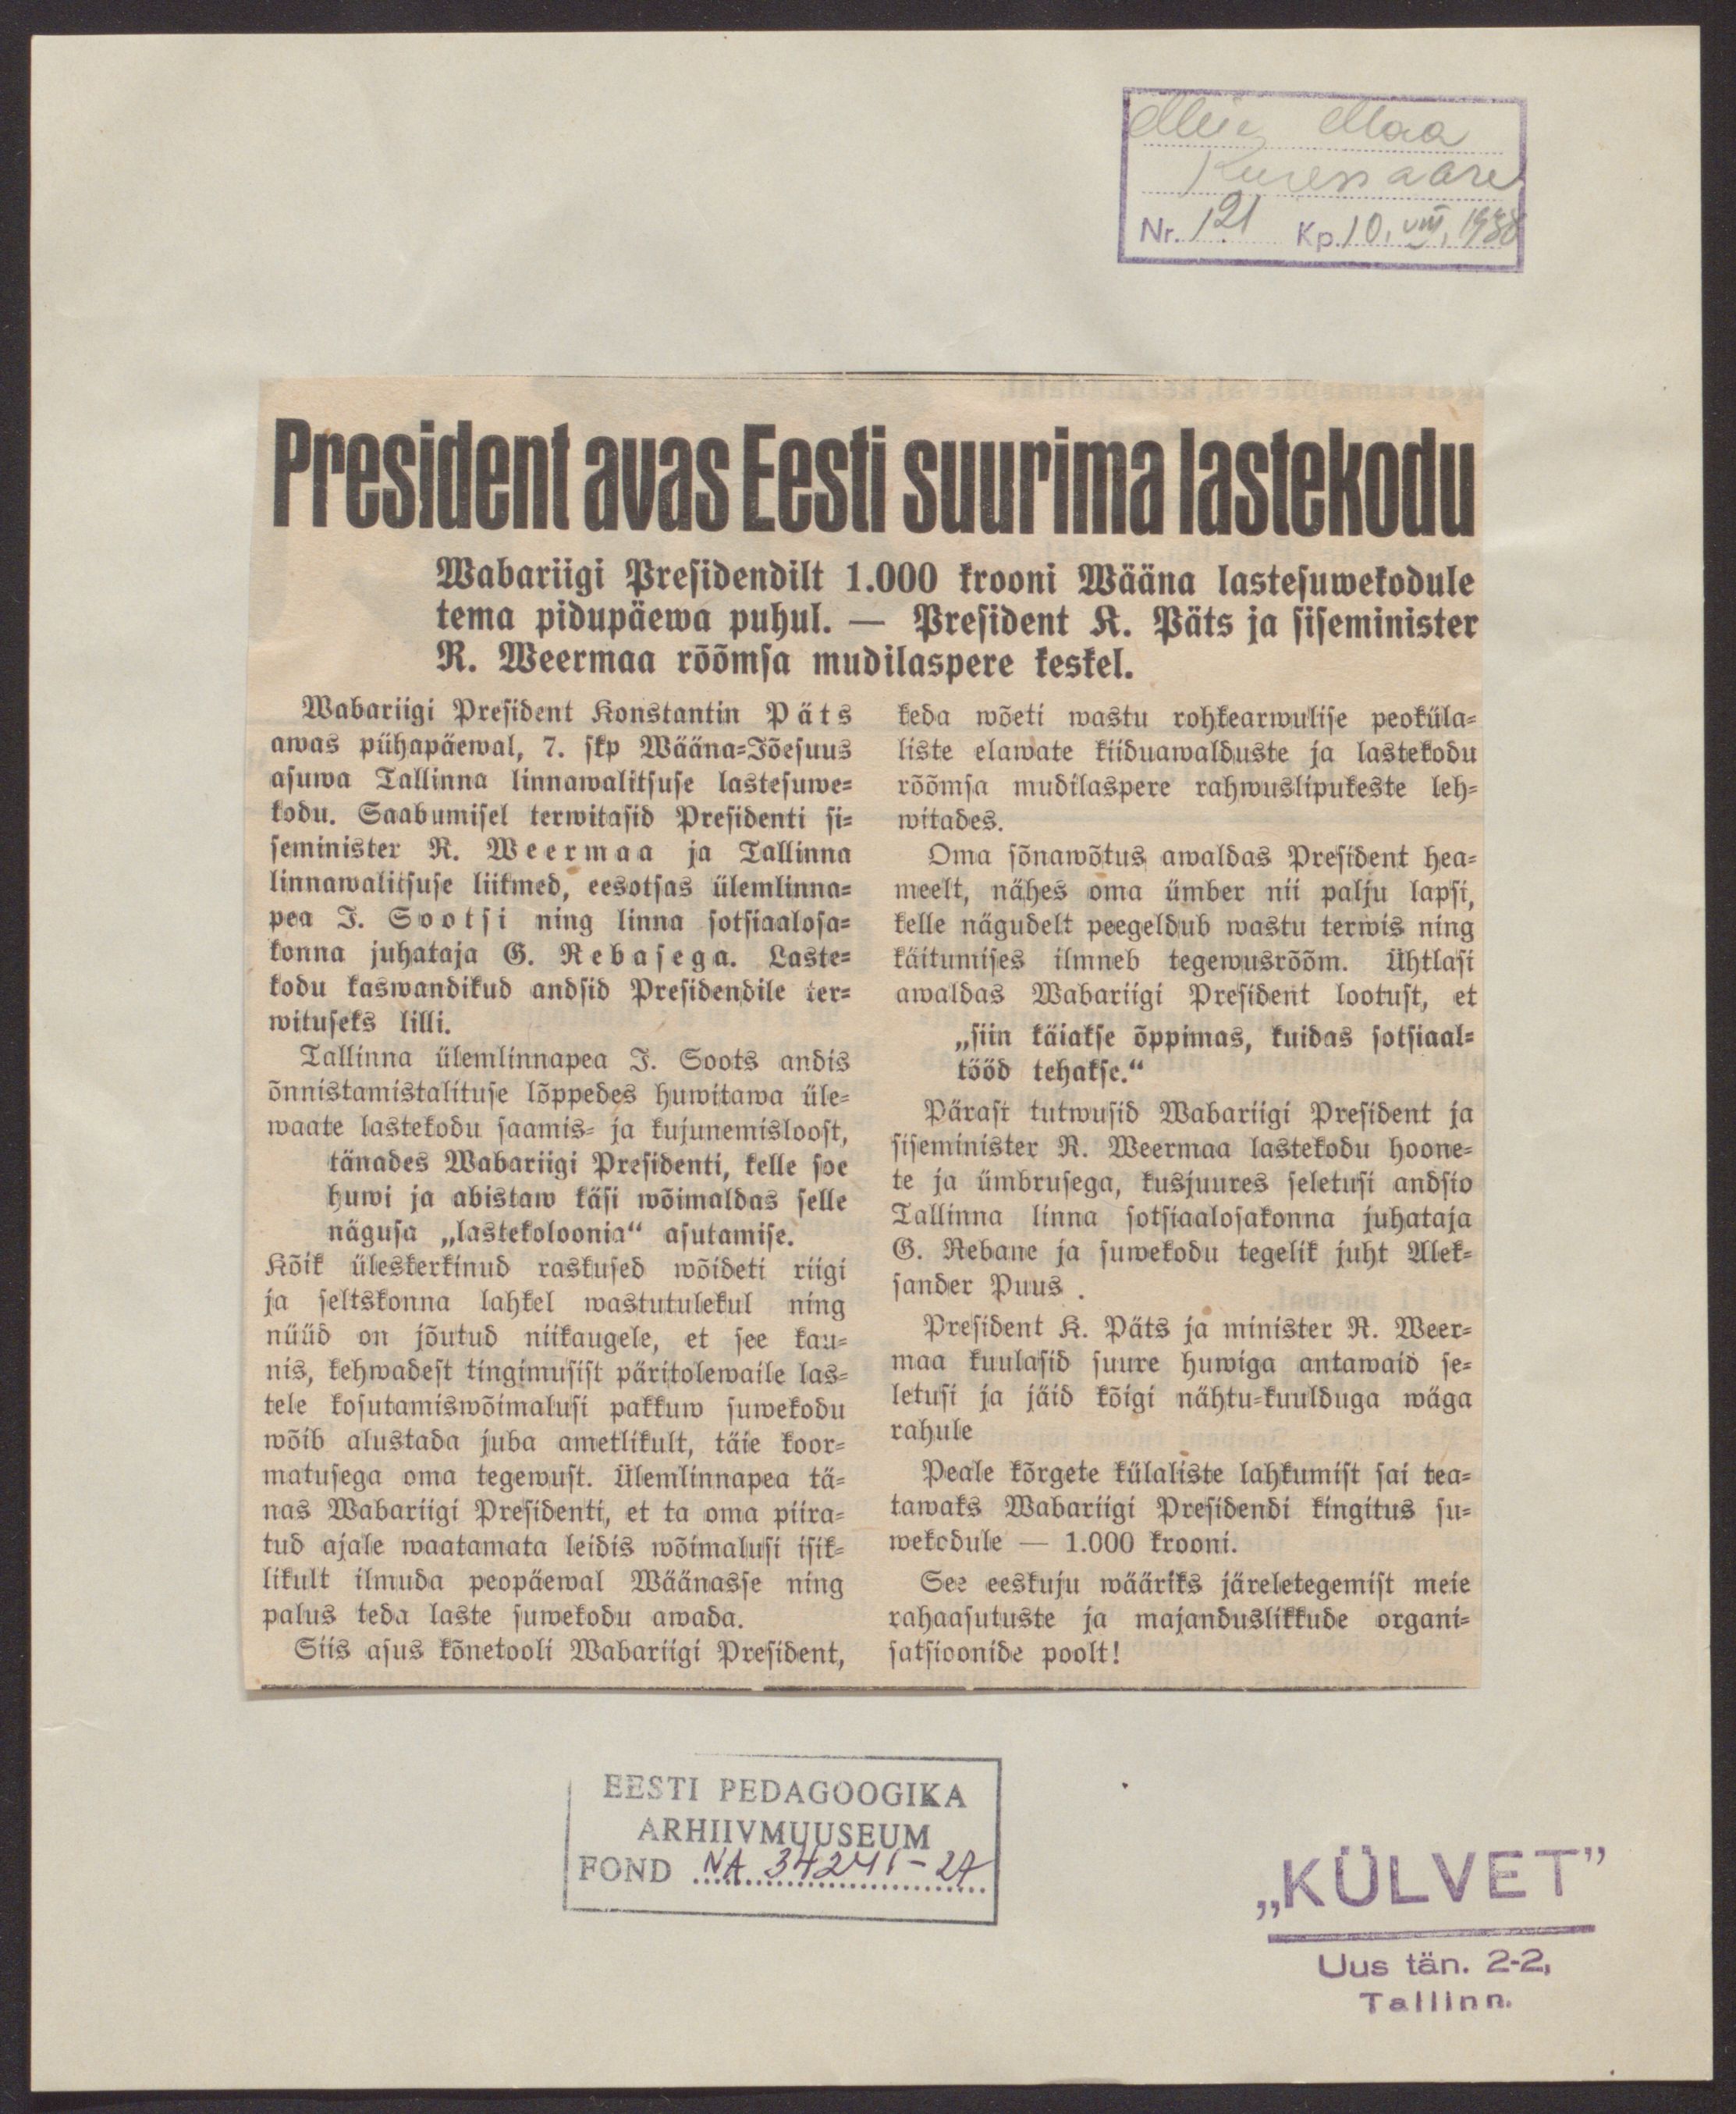 Meie Maa
Kuressaare
Nr. 121 Kp. 10. VIII. 1938
President avas Eesti suurima lastekodu
Wabariigi Presidendilt 1.000 krooni Wääna lastesuwekodule
tema pidupäewa puhul. — President K. Päts ja siseminister
R. Weermaa rõõmsa mudilaspere keskel.
Wabariigi President Konstantin Päts
awas pühapäewal, 7. skp Wääna-Jõesuus
asuwa Tallinna linnawalitsuse lastesuwe-
kodu. Saabumisel terwitasid Presidenti si-
seminister R. Weermaa ja Tallinna
linnawalitsuse liikmed, eesotsas ülemlinna-
pea J. Sootsi ning linna sotsiaalosa-
konna juhataja G. Rebasega. Laste-
kodu kaswandikud andsid Presidendile ter-
wituseks lilli.
Tallinna ülemlinnapea J. Soots andis
õnnistamistalituse lõppedes huwitawa üle-
waate lastekodu saamis- ja kujunemisloost,
tänades Wabariigi Presidenti, kelle soe
huwi ja abistaw käsi wõimaldas selle
nägusa „lastekoloonia“ asutamise.
Kõik üleskerkinud raskused wõideti riigi
ja seltskonna lahkel wastutulekul ning
nüüd on jõutud niikaugele, et see kau-
nis, kehwadest tingimusist päritolewaile las-
tele kosutamiswõimalusi pakkuw suwekodu
wõib alustada juba ametlikult, täie koor-
matusega oma tegewust. Ülemlinnapea tä-
nas Wabariigi Presidenti, et ta oma piira-
tud ajale waatamata leidis wõimalusi isik-
likult ilmuda peopäewal Wäänasse ning
palus teda laste suwekodu awada.
Siis asus kõnetooli Wabariigi President,
keda wõeti wastu rohkearwulise peoküla-
liste elawate kiiduawalduste ja lastekodu
rõõmsa mudilaspere rahwuslipukeste leh-
witades.
Oma sõnawõtus awaldas President hea-
meelt, nähes oma ümber nii palju lapsi,
kelle nägudelt peegeldub wastu terwis ning
käitumises ilmneb tegewusrõõm. Ühtlasi
awaldas Wabariigi President lootust, et
„siin käiakse õppimas, kuidas sotsiaal-
tööd tehakse.“
Pärast tutwusid Wabariigi President ja
siseminister R. Weermaa lastekodu hoone-
te ja ümbrusega, kusjuures seletusi andsid
Tallinna linna sotsiaalosakonna juhataja
G. Rebane ja suwekodu tegelik juht Alek-
sander Puus.
President K. Päts ja minister R. Weer-
maa kuulasid suure huwiga antawaid se-
letusi ja jäid kõigi nähtu-kuulduga wäga
rahule
Peale kõrgete külaliste lahkumist sai tea-
tawaks Wabariigi Presidendi kingitus su-
wekodule — 1.000 krooni.
See eeskuju wääriks järeletegemist meie
rahaasutuste ja majanduslikkude organi-
satsioonide poolt!
EESTI PEDAGOOGIKA
ARHIIVMUUSEUM
FOND NA 34241-27
„KÜLVET”
Uus tän. 2-2,
Tallinn.